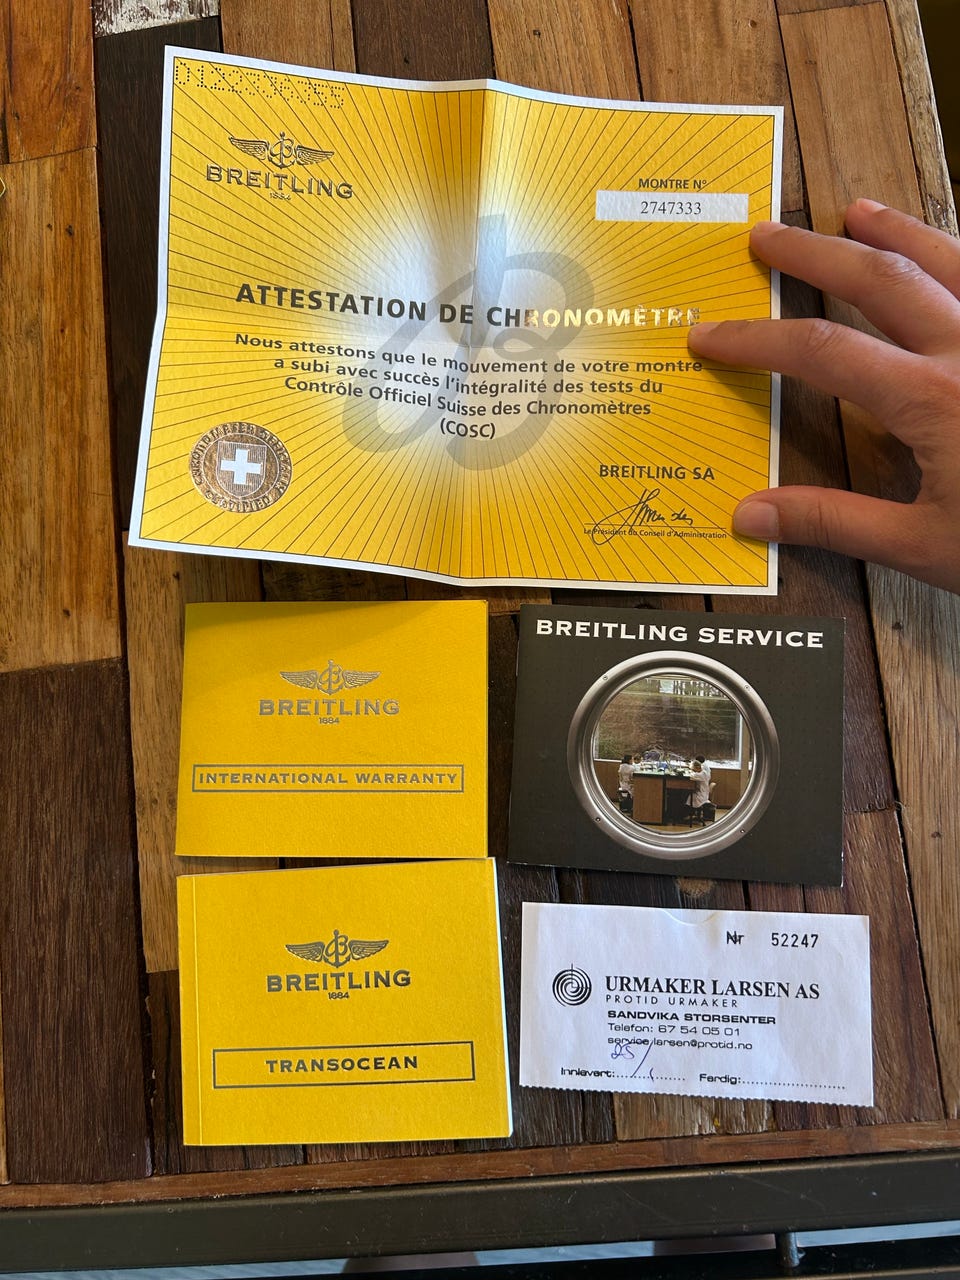 BREITLING
1884
MONTRE N°
2747333
ATTESTATION DE CHRONOMÈTRE
Nous attestons que le mouvement de votre montre
a subi avec succès l'intégralité des tests du
Contrôle Officiel Suisse des Chronomètres
(COSC)
BREITLING SA
Le Président du Conseil d'Administration
BREITLING
1884
INTERNATIONAL WARRANTY
BREITLING SERVICE
BREITLING
1884
TRANSOCEAN
Nr 52247
URMAKER LARSEN AS
PROTID URMAKER
SANDVIKA STORSENTER
Telefon: 67 54 05 01
service.larsen@protid.no
Innlevert:............... Ferdig:......................